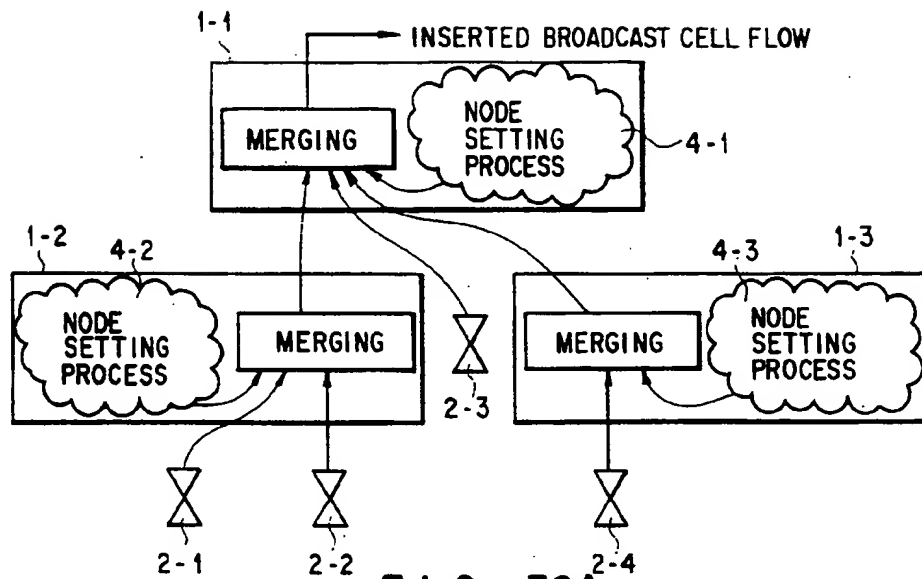 1-1
INSERTED BROADCAST CELL FLOW
MERGING
NODE
SETTING
PROCESS
4-1
1-2
4-2
NODE
SETTING
PROCESS
MERGING
2-3
1-3
4-3
MERGING
NODE
SETTING
PROCESS
2-1
2-2
2-4